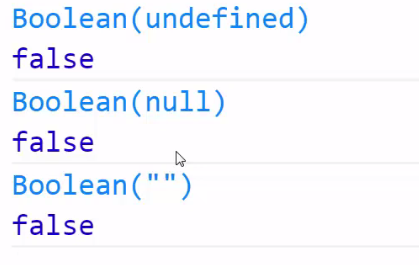 Boolean(undefined)
false
Boolean(null)
false
Boolean("")
false